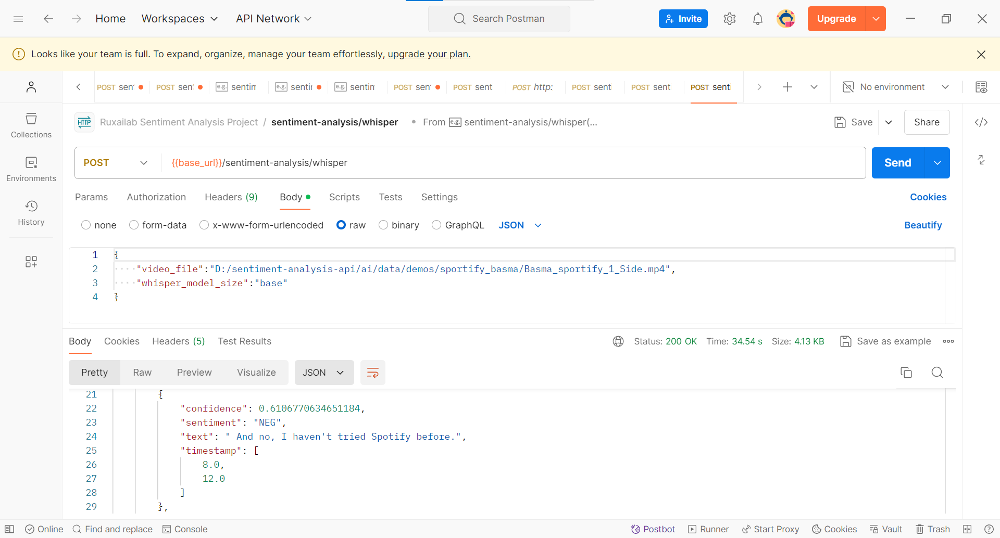 Home Workspaces API Network Search Postman Invite Upgrade
Looks like your team is full. To expand, organize, manage your team effortlessly, upgrade your plan.
POST sen POST sen e.g. sentin e.g. sentir e.g. sentin POST sen POST senti POST http: POST senti POST senti POST senti No environment
HTTP Ruxailab Sentiment Analysis Project / sentiment-analysis/whisper • From e.g. sentiment-analysis/whisper(... Save Share
Collections
Environments
History
POST {{base_url}}/sentiment-analysis/whisper Send
Params Authorization Headers (9) Body Scripts Tests Settings Cookies
none form-data x-www-form-urlencoded raw binary GraphQL JSON Beautify
1 {
2 "video_file":"D:/sentiment-analysis-api/ai/data/demos/sportify_basma/Basma_sportify_1_Side.mp4",
3 "whisper_model_size":"base"
4 }
Body Cookies Headers (5) Test Results Status: 200 OK Time: 34.54 s Size: 4.13 KB Save as example
Pretty Raw Preview Visualize JSON
21 {
22 "confidence": 0.6106770634651184,
23 "sentiment": "NEG",
24 "text": " And no, I haven't tried Spotify before.",
25 "timestamp": [
26 8.0,
27 12.0
28 ]
29 },
Online Find and replace Console Postbot Runner Start Proxy Cookies Vault Trash